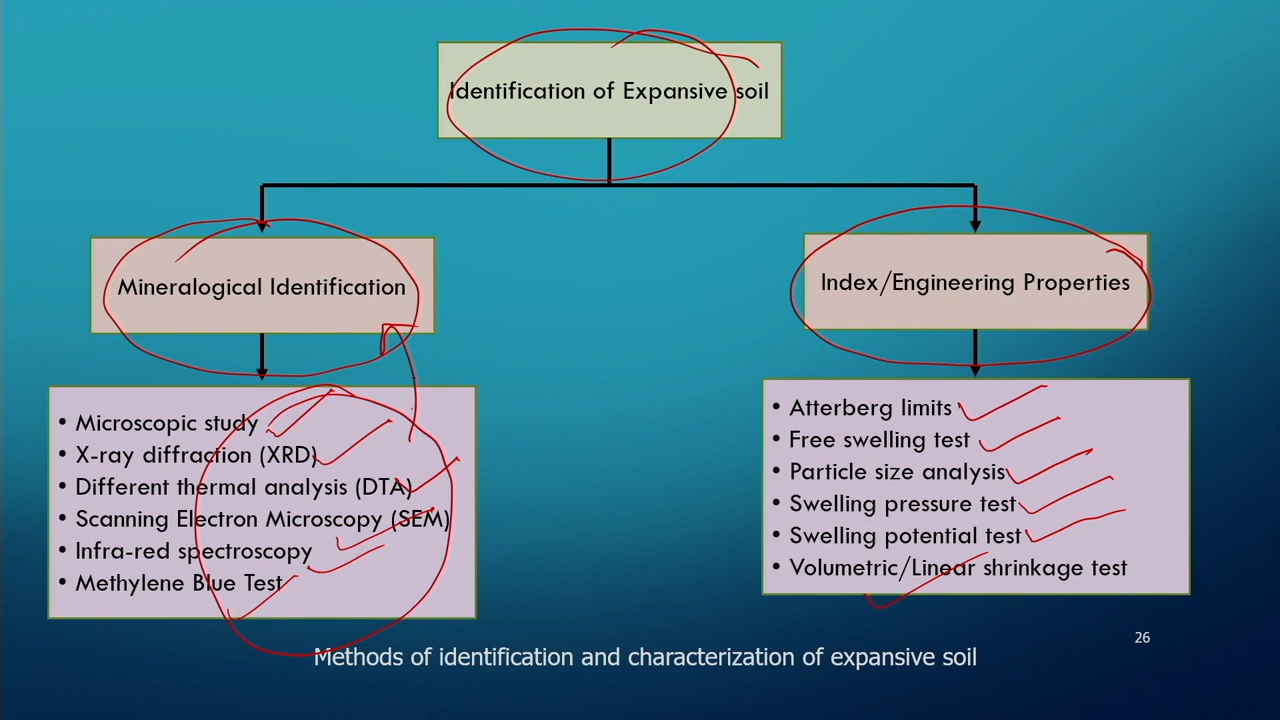 Identification of Expansive soil
Mineralogical Identification
Index/Engineering Properties
• Microscopic study
• X-ray diffraction (XRD)
• Different thermal analysis (DTA)
• Scanning Electron Microscopy (SEM)
• Infra-red spectroscopy
• Methylene Blue Test
• Atterberg limits
• Free swelling test
• Particle size analysis
• Swelling pressure test
• Swelling potential test
• Volumetric/Linear shrinkage test
26
Methods of identification and characterization of expansive soil